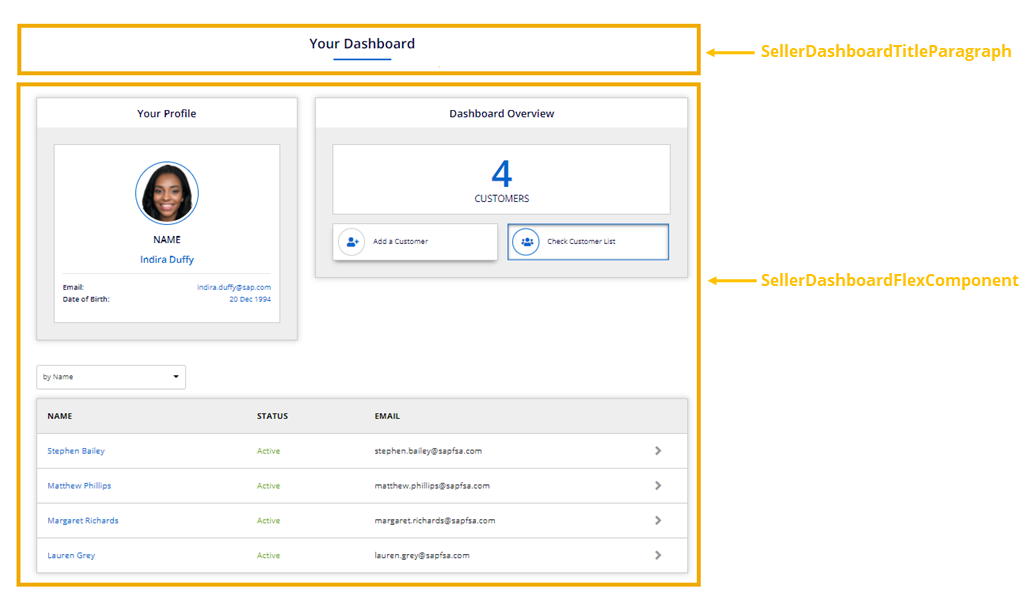 Your Dashboard
SellerDashboardTitleParagraph
Your Profile
NAME
Indira Duffy
Email: indira.duffy@sap.com
Date of Birth: 20 Dec 1994
Dashboard Overview
4
CUSTOMERS
Add a Customer
Check Customer List
SellerDashboardFlexComponent
by Name
NAME STATUS EMAIL
Stephen Bailey Active stephen.bailey@sapfsa.com
Matthew Phillips Active matthew.phillips@sapfsa.com
Margaret Richards Active margaret.richards@sapfsa.com
Lauren Grey Active lauren.grey@sapfsa.com